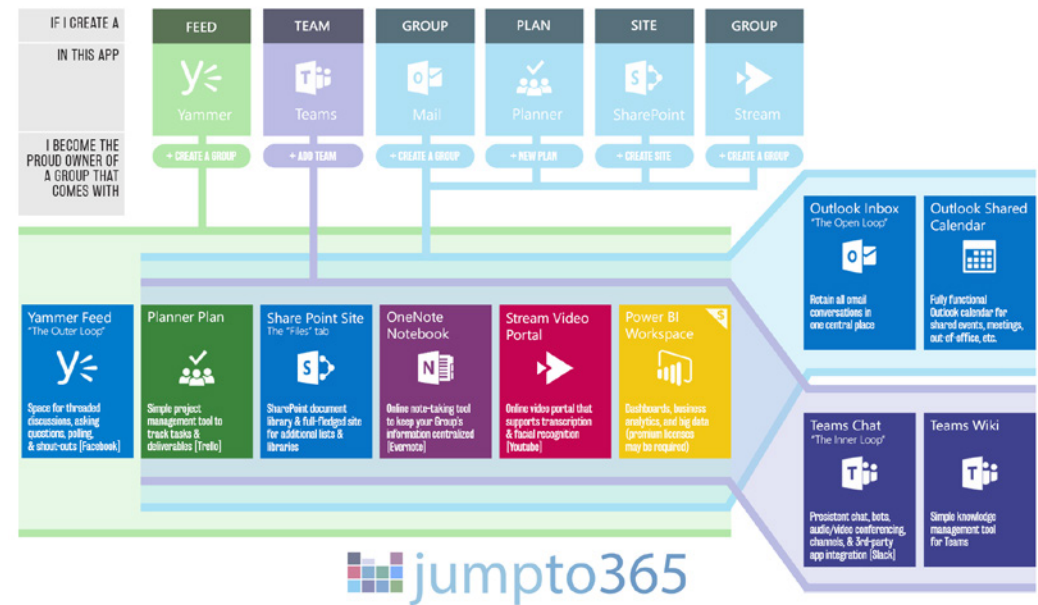 IF I CREATE A
FEED
TEAM
GROUP
PLAN
SITE
GROUP
IN THIS APP
Yammer
Teams
Mail
Planner
SharePoint
Stream
I BECOME THE
PROUD OWNER OF
A GROUP THAT
COMES WITH
+ CREATE A GROUP
+ ADD TEAM
+ CREATE A GROUP
+ NEW PLAN
+ CREATE SITE
+ CREATE A GROUP
Outlook Inbox
"The Open Loop"
Retain all email
conversations in
one central place
Outlook Shared
Calendar
Fully functional
Outlook calendar for
shared events, meetings,
out-of-office, etc.
Yammer Feed
"The Outer Loop"
Space for threaded
discussions, asking
questions, polling,
& shout-outs [Facebook]
Planner Plan
Simple project
management tool to
track tasks &
deliverables [Trello]
Share Point Site
The "Files" tab
SharePoint document
library & full-fledged site
for additional lists &
libraries
OneNote
Notebook
Online note-taking tool
to keep your Group's
information centralized
[Evernote]
Stream Video
Portal
Online video portal that
supports transcription
& facial recognition
[Youtube]
Power BI
Workspace
$
Dashboards, business
analytics, and big data
(premium licenses
may be required)
Teams Chat
"The Inner Loop"
Presistent chat, bots,
audio/video conferencing,
channels, & 3rd-party
app integration [Slack]
Teams Wiki
Simple knowledge
management tool
for Teams
jumpto365